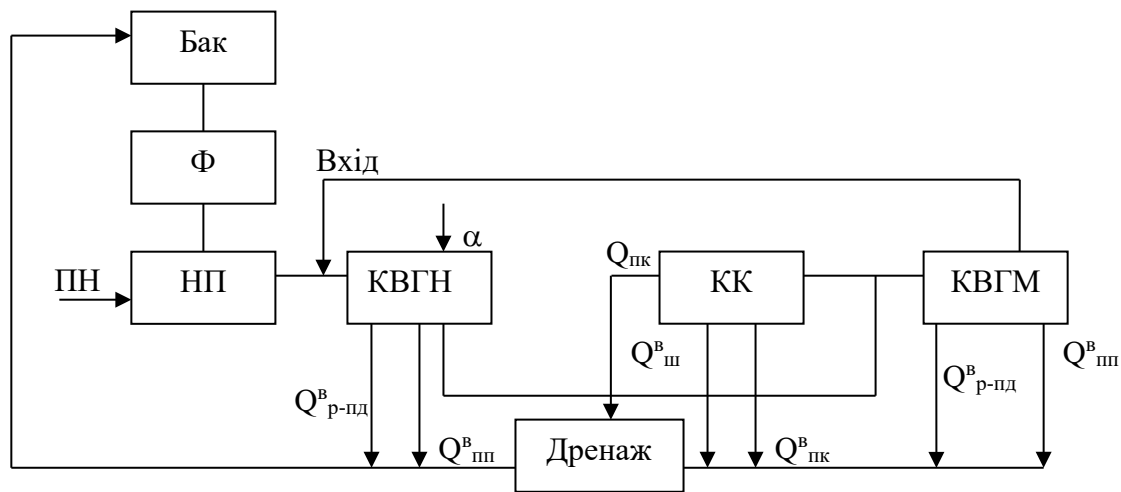 Бак
Ф
Вхід
α
ПН
НП
КВГН
Qпк
КК
КВГМ
Qвш
Qвпп
Qвр-пд
Qвр-пд
Qвпп
Дренаж
Qвпк